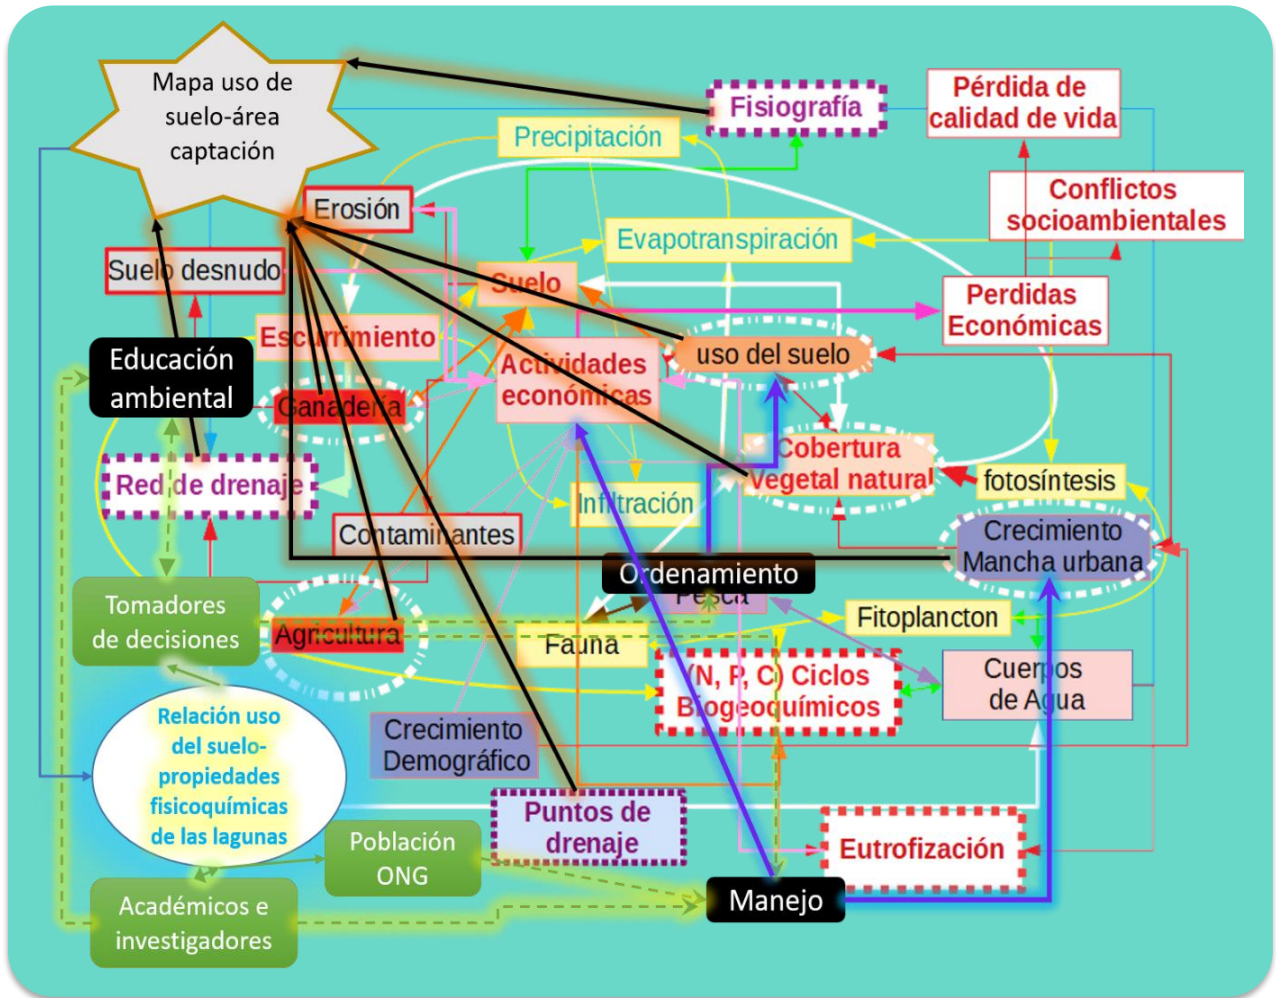 Mapa uso de
suelo-área
captación
Fisiografía
Pérdida de
calidad de vida
Precipitación
Conflictos
socioambientales
Erosión
Evapotranspiración
Suelo desnudo
Suelo
Perdidas
Económicas
Escurrimiento
Educación
ambiental
Actividades
económicas
uso del suelo
Ganadería
Cobertura
Vegetal natural
Red de drenaje
fotosíntesis
Infiltración
Contaminantes
Crecimiento
Mancha urbana
Ordenamiento
Pesca
Tomadores
de decisiones
Agricultura
Fauna
Fitoplancton
(N, P, C) Ciclos
Biogeoquímicos
Cuerpos
de Agua
Relación uso
del suelo-
propiedades
fisicoquímicas
de las lagunas
Crecimiento
Demográfico
Puntos de
drenaje
Población
ONG
Eutrofización
Manejo
Académicos e
investigadores